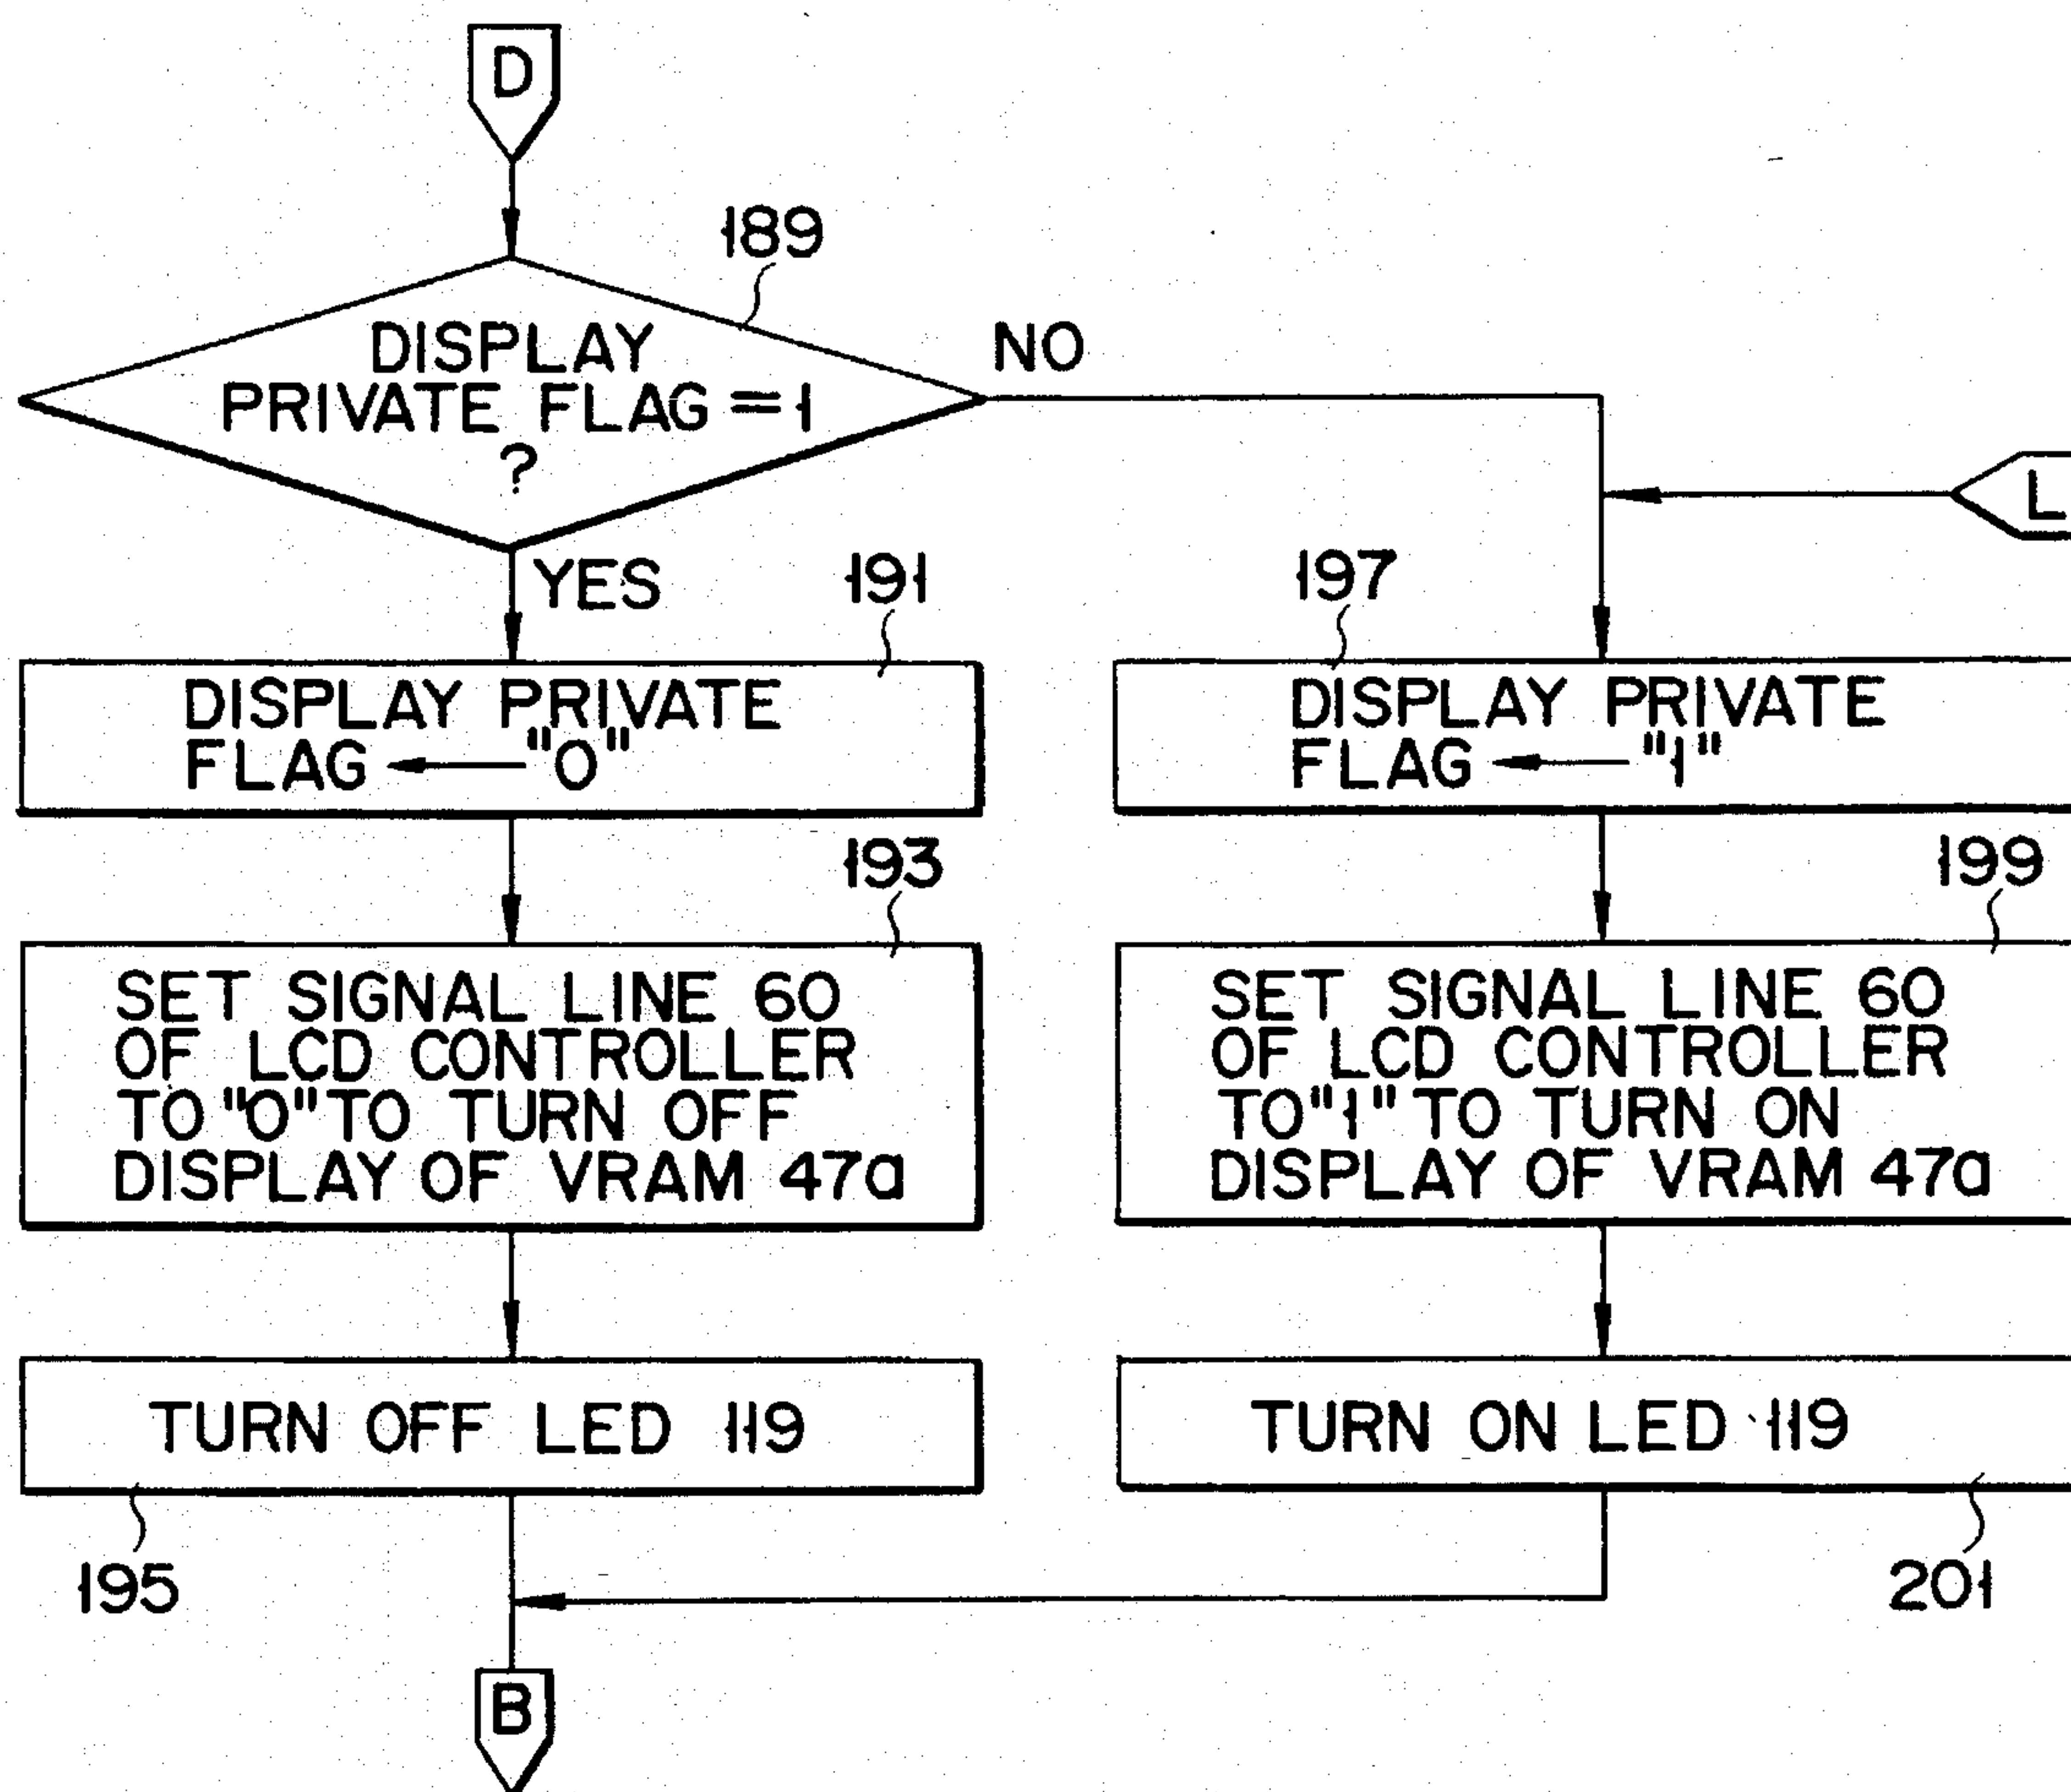 D
189
DISPLAY
PRIVATE FLAG = 1
?
NO
L
YES
191
DISPLAY PRIVATE
FLAG ← "0"
197
DISPLAY PRIVATE
FLAG ← "1"
193
SET SIGNAL LINE 60
OF LCD CONTROLLER
TO "0" TO TURN OFF
DISPLAY OF VRAM 47a
199
SET SIGNAL LINE 60
OF LCD CONTROLLER
TO "1" TO TURN ON
DISPLAY OF VRAM 47a
TURN OFF LED 119
195
TURN ON LED 119
201
B